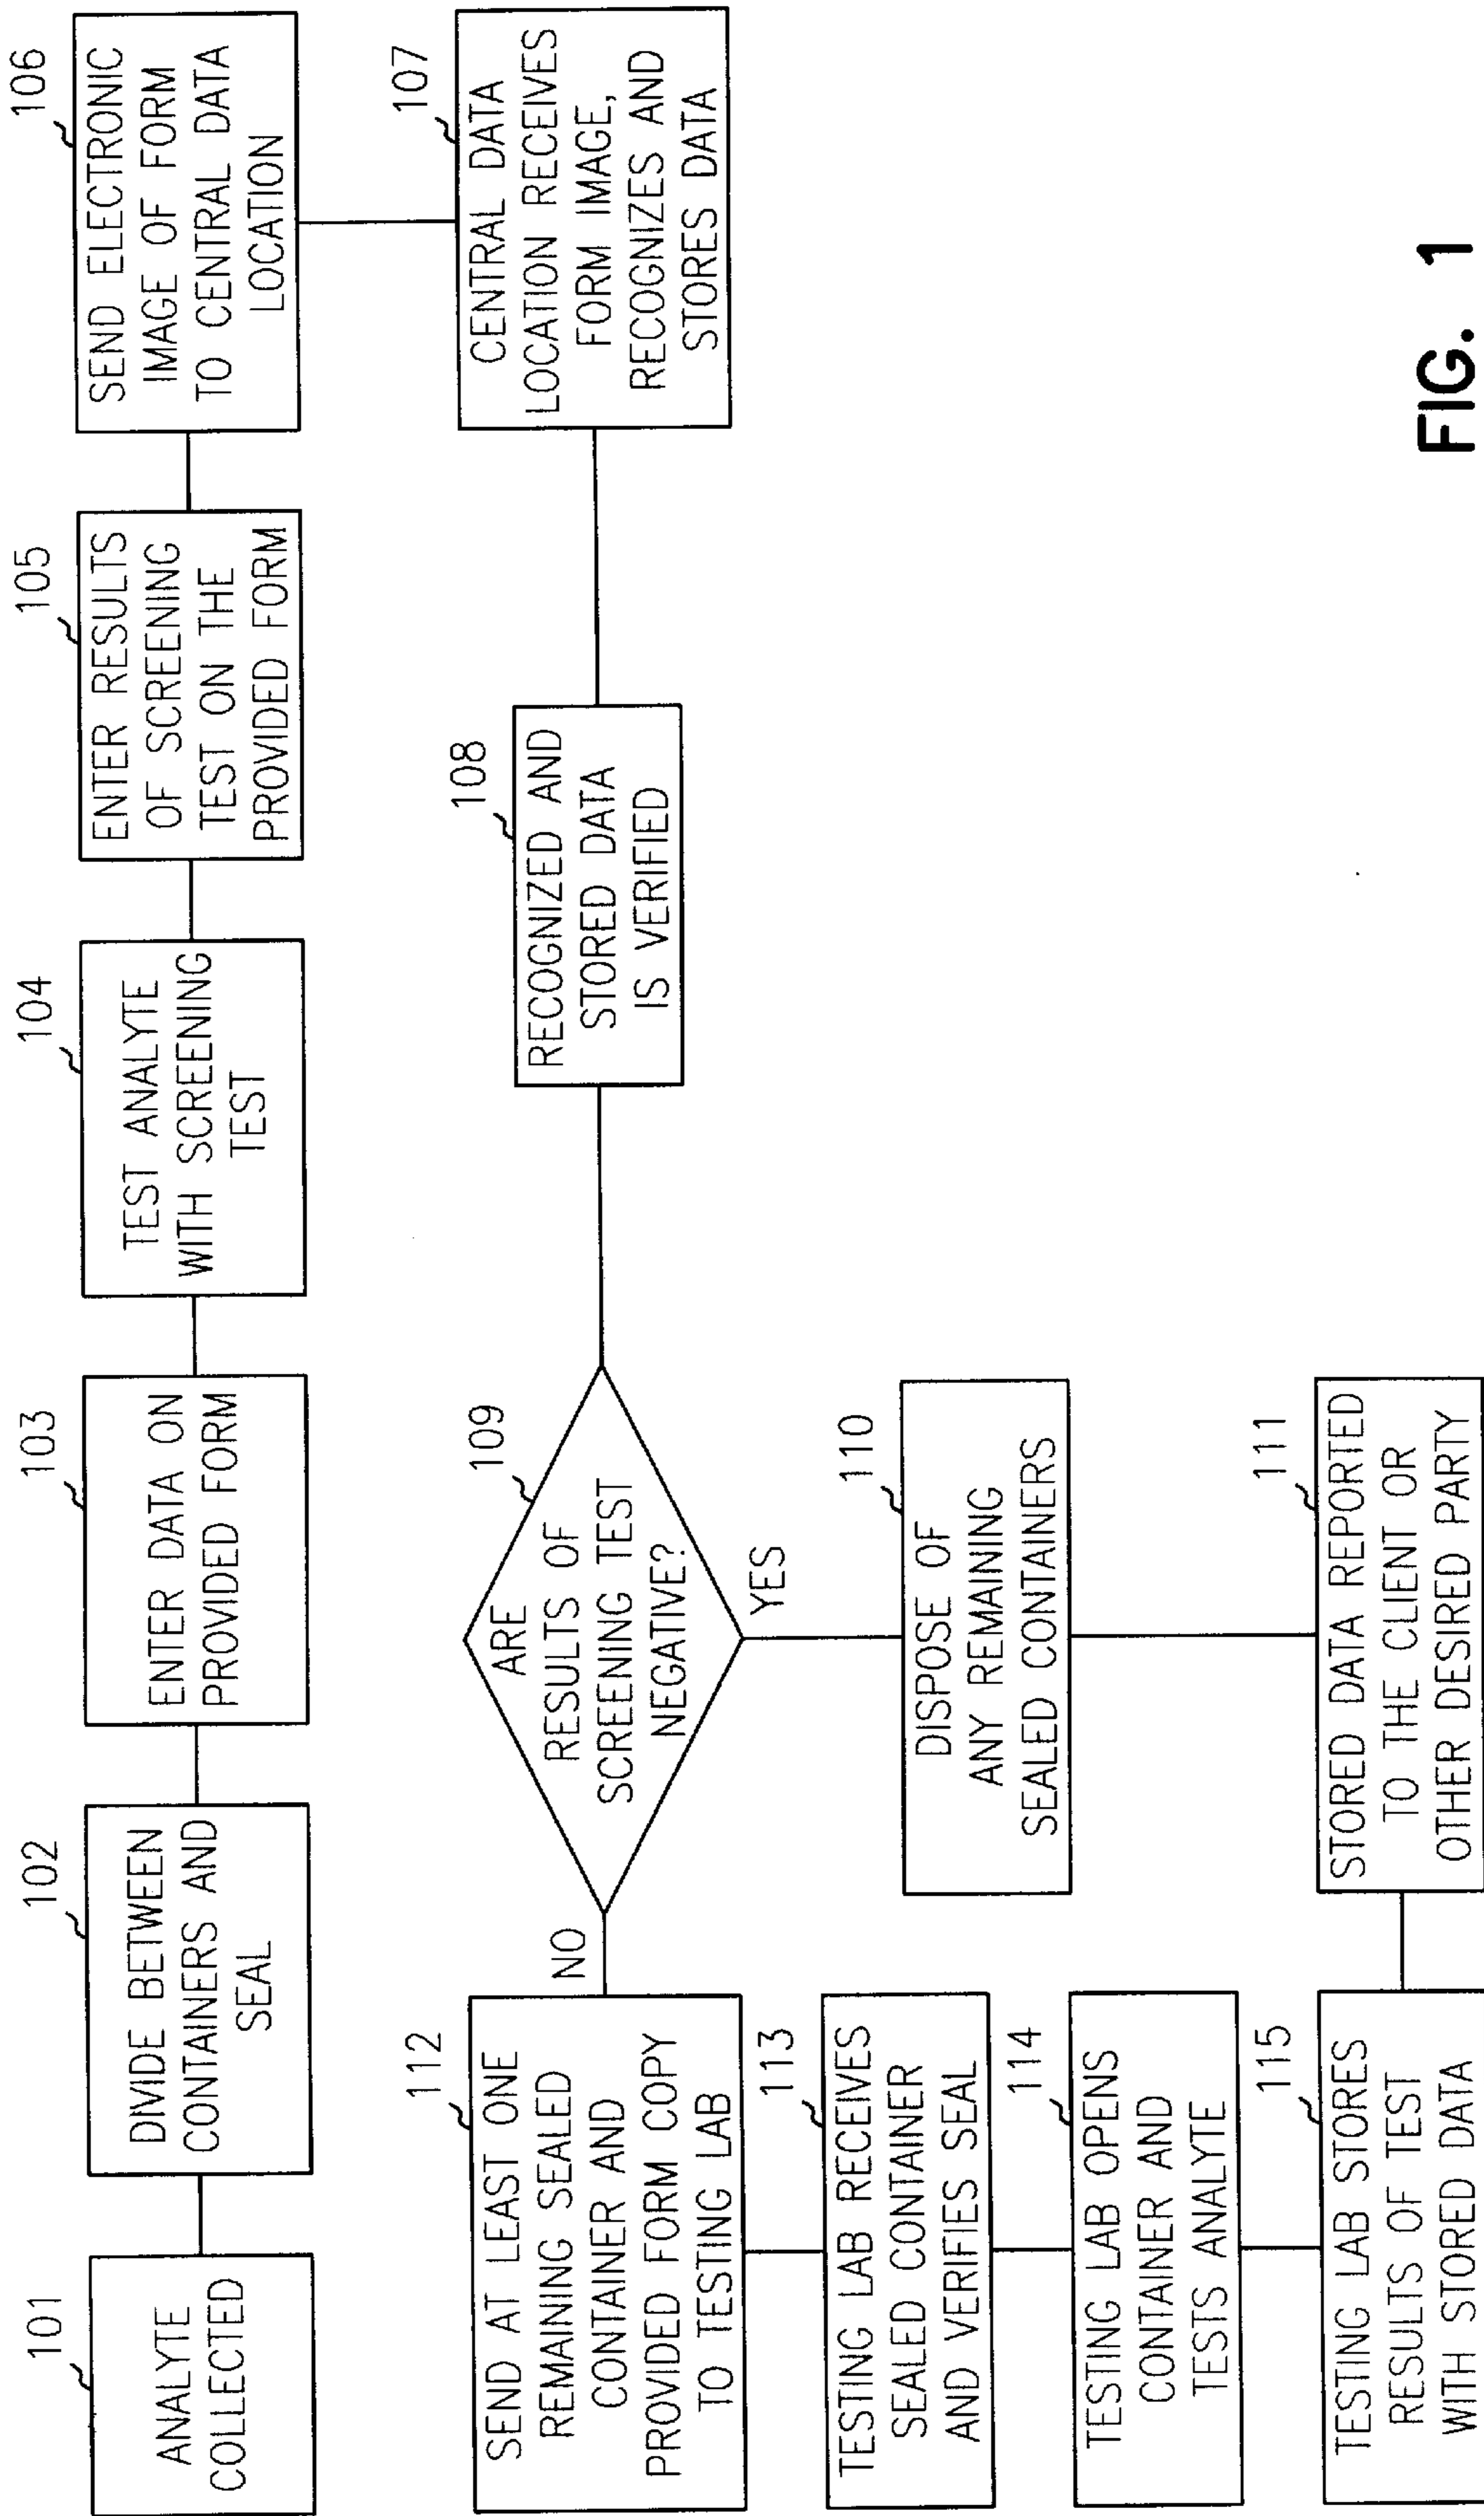 101
ANALYTE
COLLECTED
102
DIVIDE BETWEEN
CONTAINERS AND
SEAL
103
ENTER DATA ON
PROVIDED FORM
104
TEST ANALYTE
WITH SCREENING
TEST
105
ENTER RESULTS
OF SCREENING
TEST ON THE
PROVIDED FORM
106
SEND ELECTRONIC
IMAGE OF FORM
TO CENTRAL DATA
LOCATION
107
CENTRAL DATA
LOCATION RECEIVES
FORM IMAGE,
RECOGNIZES AND
STORES DATA
108
RECOGNIZED AND
STORED DATA
IS VERIFIED
109
ARE
RESULTS OF
SCREENING TEST
NEGATIVE?
YES
110
DISPOSE OF
ANY REMAINING
SEALED CONTAINERS
111
STORED DATA REPORTED
TO THE CLIENT OR
OTHER DESIRED PARTY
NO
112
SEND AT LEAST ONE
REMAINING SEALED
CONTAINER AND
PROVIDED FORM COPY
TO TESTING LAB
113
TESTING LAB RECEIVES
SEALED CONTAINER
AND VERIFIES SEAL
114
TESTING LAB OPENS
CONTAINER AND
TESTS ANALYTE
115
TESTING LAB STORES
RESULTS OF TEST
WITH STORED DATA
FIG. 1